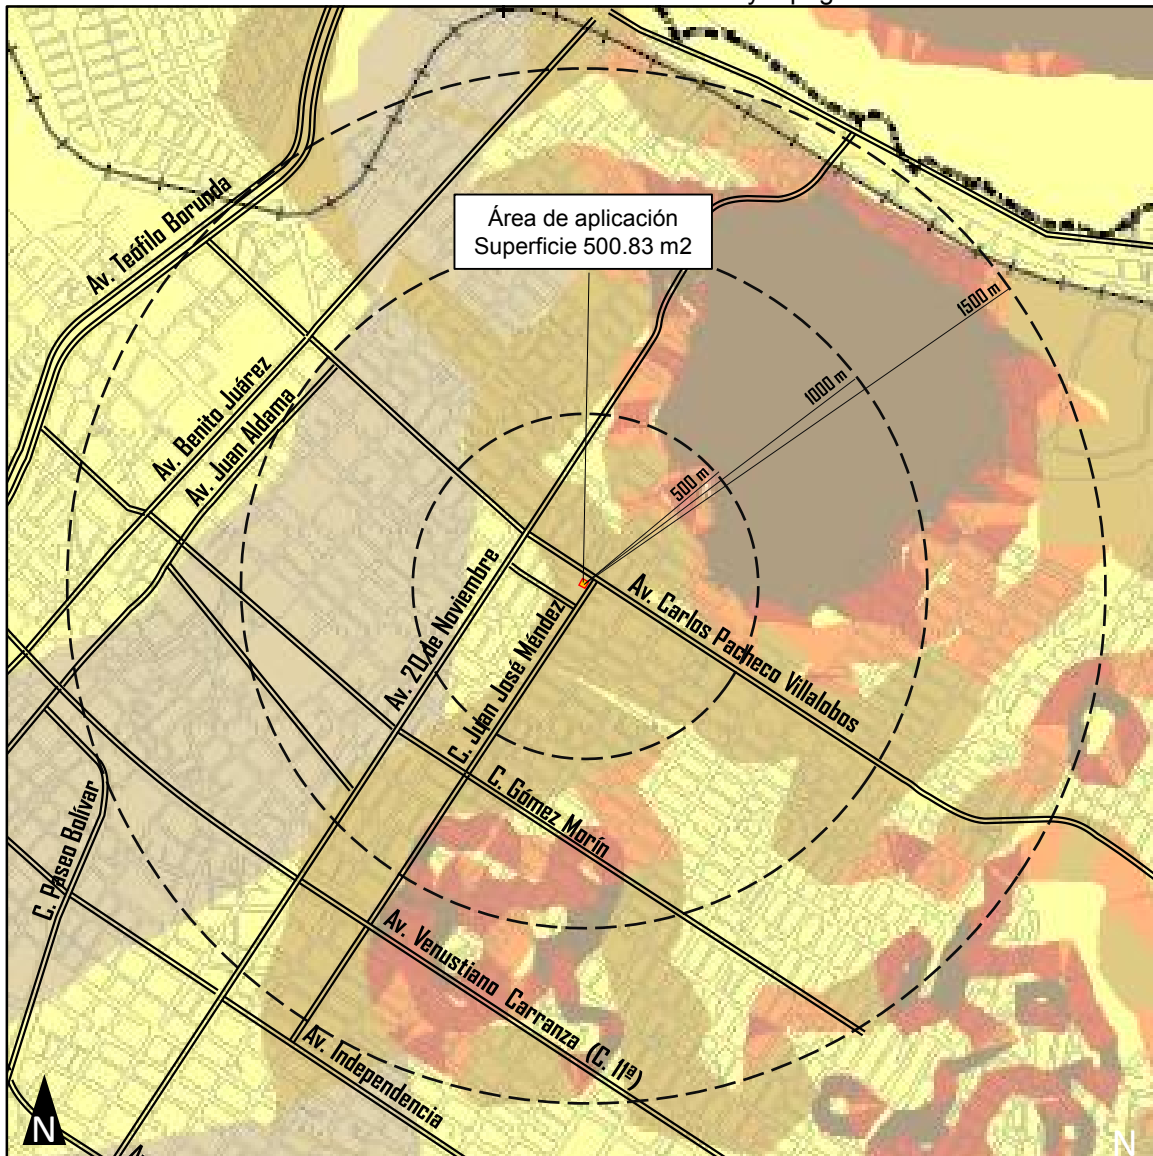 Área de aplicación
Superficie 500.83 m2
Av. Teófilo Borunda
1500 m
1000 m
500 m
Av. Benito Juárez
Av. Juan Aldama
Av. 20 de Noviembre
C. Juan José Méndez
Av. Carlos Pacheco Villalobos
C. Gómez Morín
C. Paseo Bolívar
Av. Venustiano Carranza (C. 11ª)
Av. Independencia
N
N